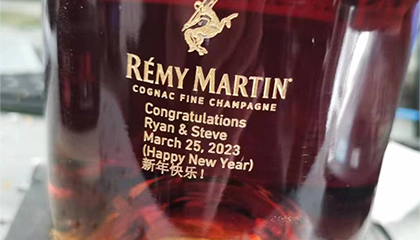 RÉMY MARTIN
COGNAC FINE CHAMPAGNE
Congratulations
Ryan & Steve
March 25, 2023
(Happy New Year)
新年快乐！